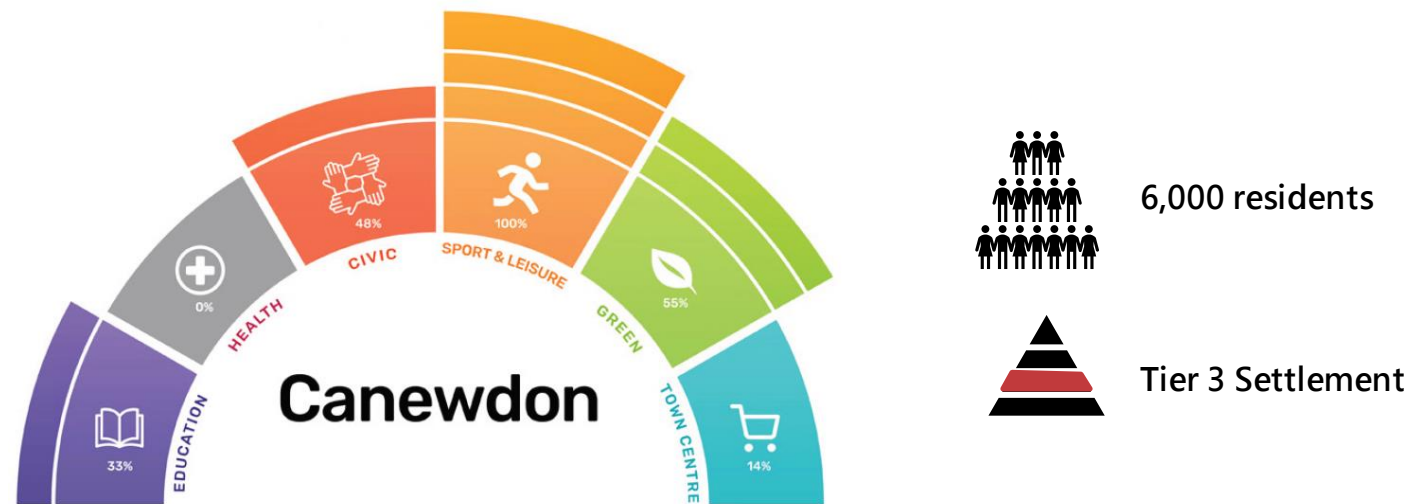 33%
EDUCATION
0%
HEALTH
48%
CIVIC
100%
SPORT & LEISURE
55%
GREEN
14%
TOWN CENTRE
Canewdon
6,000 residents
Tier 3 Settlement